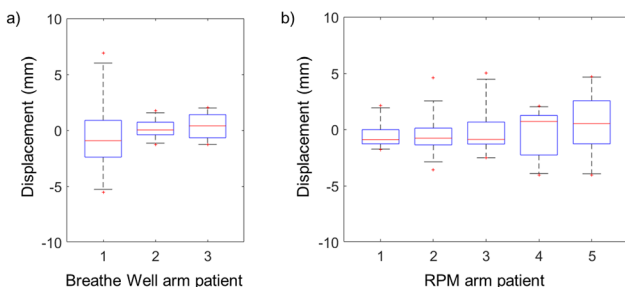 a)
b)
Displacement (mm)
10
5
0
-5
-10
1 2 3
Breathe Well arm patient
Displacement (mm)
10
5
0
-5
-10
1 2 3 4 5
RPM arm patient